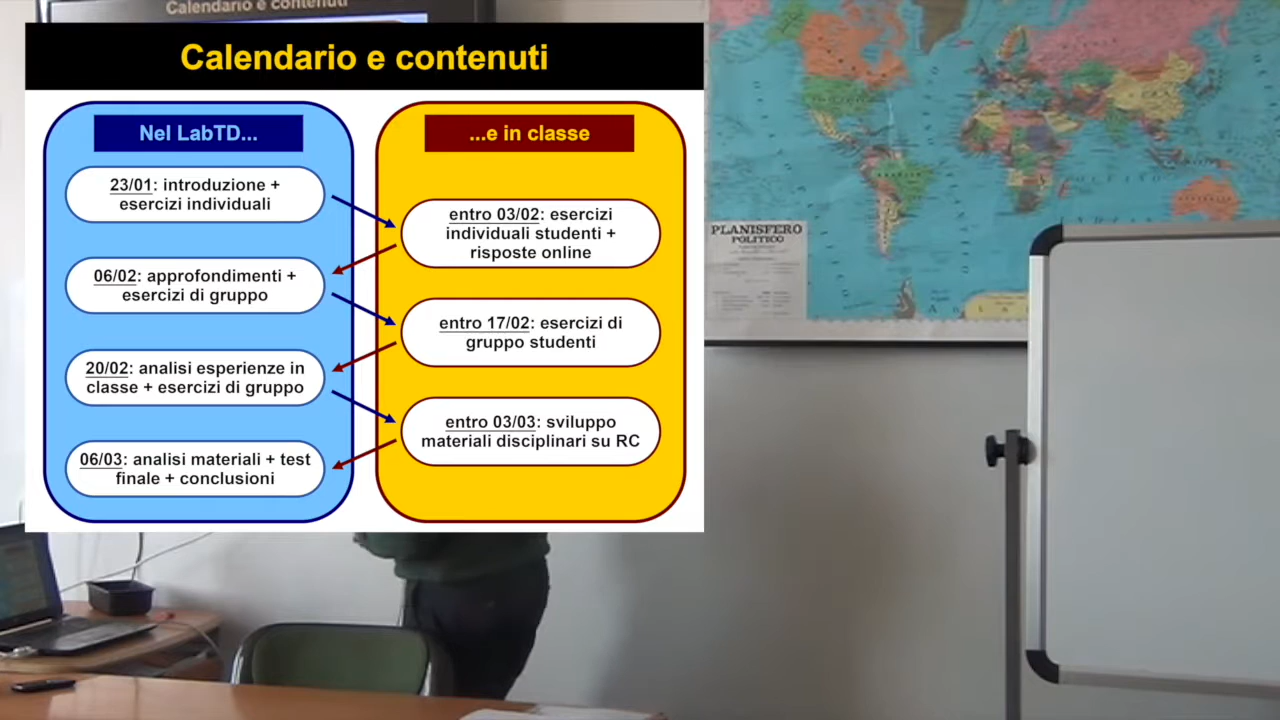 Calendario e contenuti
Calendario e contenuti
Nel LabTD...
23/01: introduzione +
esercizi individuali
06/02: approfondimenti +
esercizi di gruppo
20/02: analisi esperienze in
classe + esercizi di gruppo
06/03: analisi materiali + test
finale + conclusioni
...e in classe
entro 03/02: esercizi
individuali studenti +
risposte online
entro 17/02: esercizi di
gruppo studenti
entro 03/03: sviluppo
materiali disciplinari su RC
PLANISFERO
POLITICO